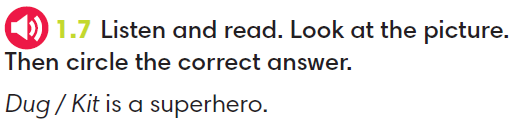 1.7 Listen and read. Look at the picture.
Then circle the correct answer.
Dug / Kit is a superhero.